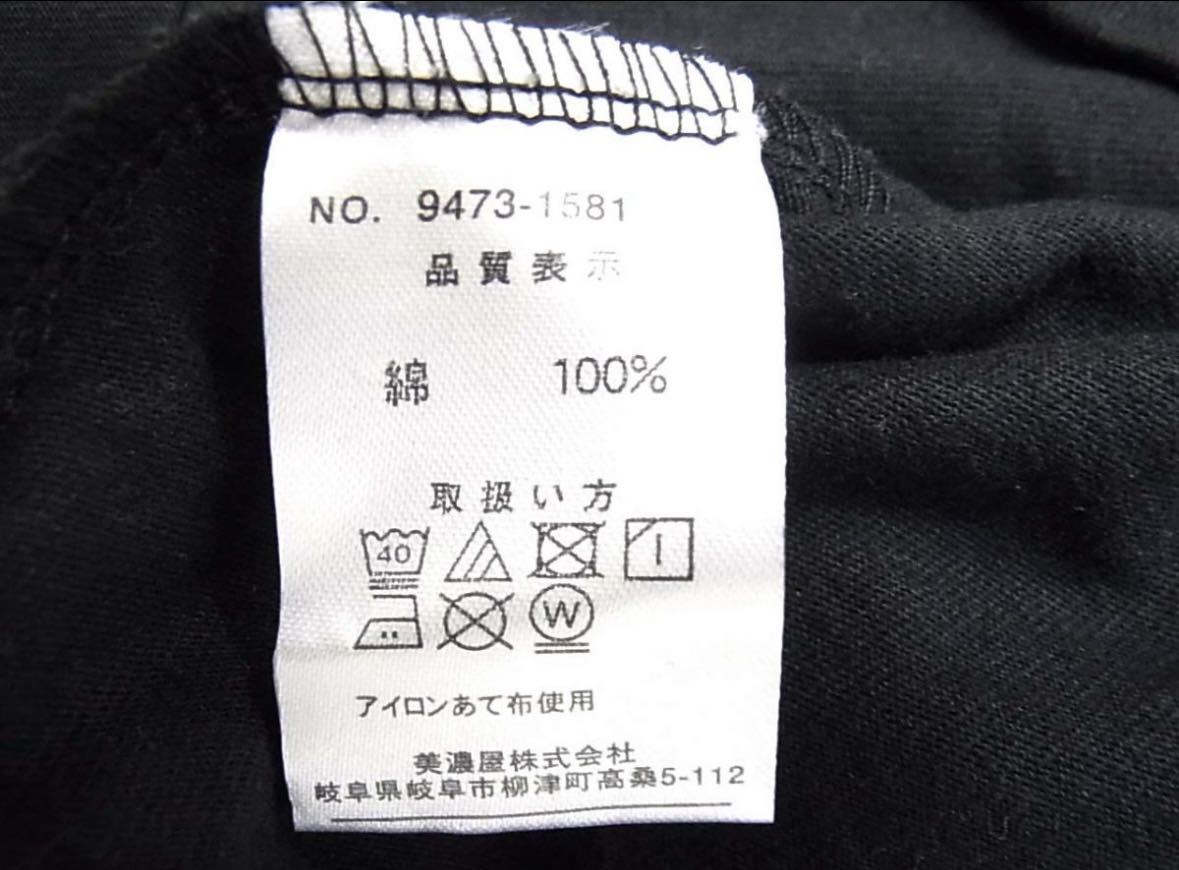 NO. 9473-1581
品質表示
綿 100%
取扱い方
40
W
アイロンあて布使用
美濃屋株式会社
岐阜県岐阜市柳津町高桑5-112